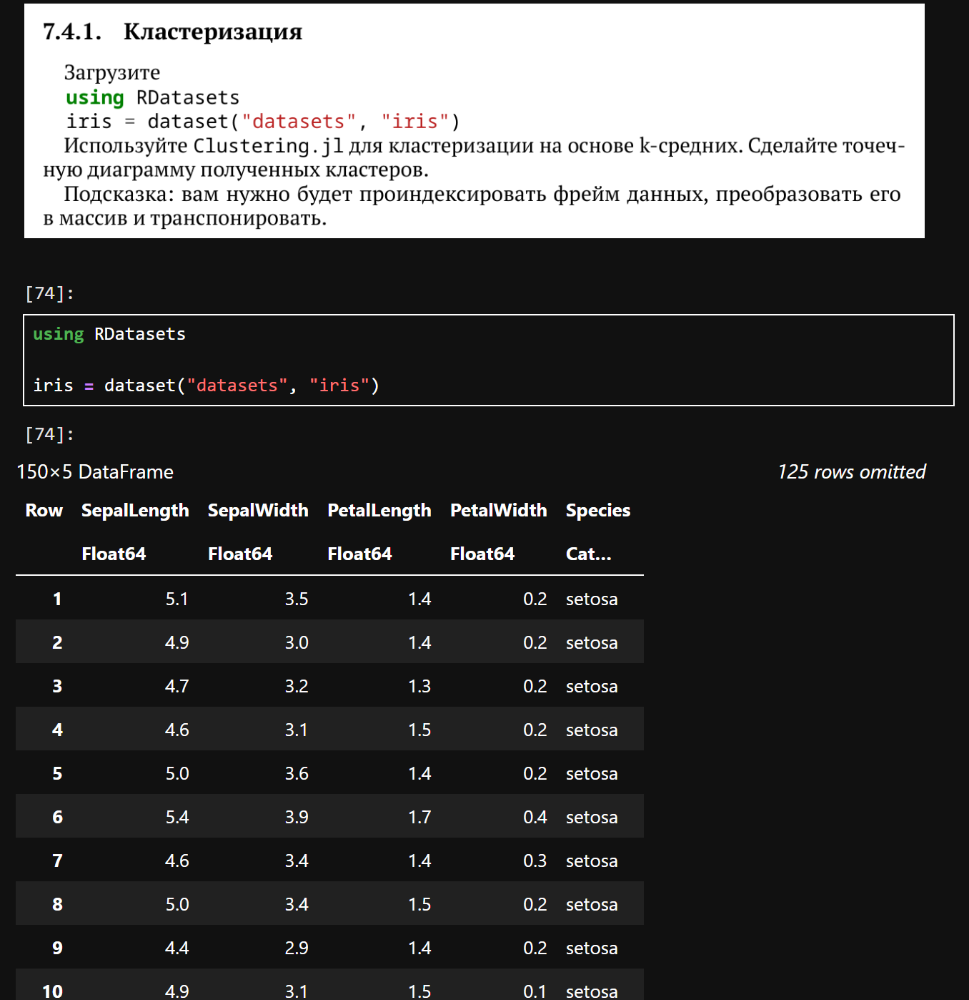 7.4.1. Кластеризация
Загрузите
using RDatasets
iris = dataset("datasets", "iris")
Используйте Clustering.jl для кластеризации на основе k-средних. Сделайте точеч-
ную диаграмму полученных кластеров.
Подсказка: вам нужно будет проиндексировать фрейм данных, преобразовать его
в массив и транспонировать.
[74]:
using RDatasets
iris = dataset("datasets", "iris")
[74]:
150×5 DataFrame 125 rows omitted
Row SepalLength SepalWidth PetalLength PetalWidth Species
Float64 Float64 Float64 Float64 Cat…
1 5.1 3.5 1.4 0.2 setosa
2 4.9 3.0 1.4 0.2 setosa
3 4.7 3.2 1.3 0.2 setosa
4 4.6 3.1 1.5 0.2 setosa
5 5.0 3.6 1.4 0.2 setosa
6 5.4 3.9 1.7 0.4 setosa
7 4.6 3.4 1.4 0.3 setosa
8 5.0 3.4 1.5 0.2 setosa
9 4.4 2.9 1.4 0.2 setosa
10 4.9 3.1 1.5 0.1 setosa